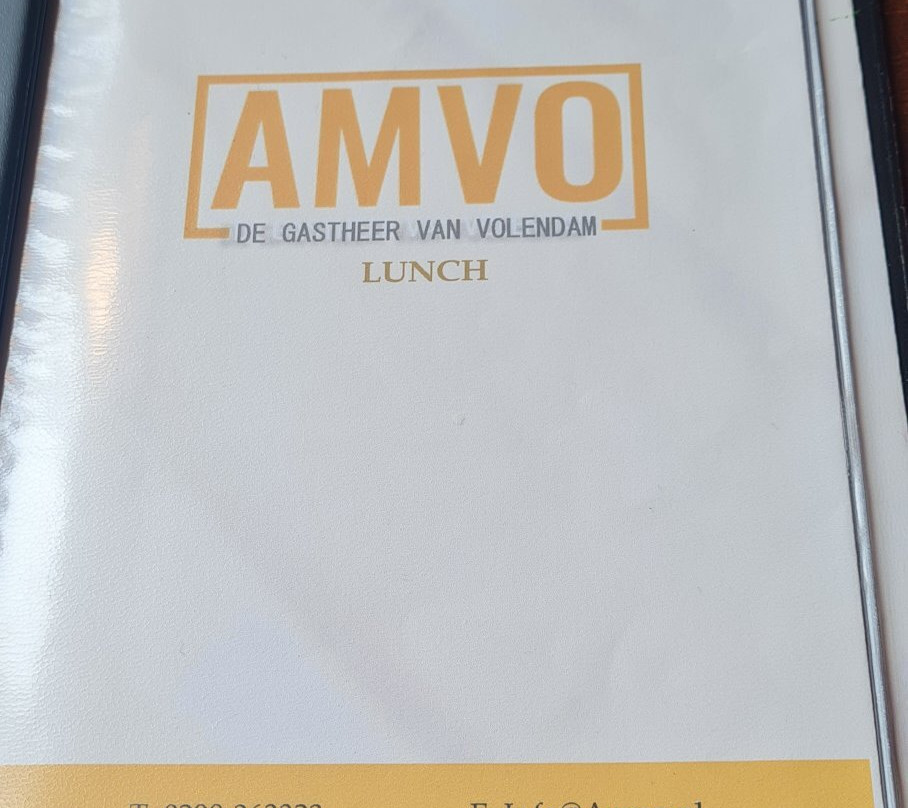 AMVO
DE GASTHEER VAN VOLENDAM
LUNCH